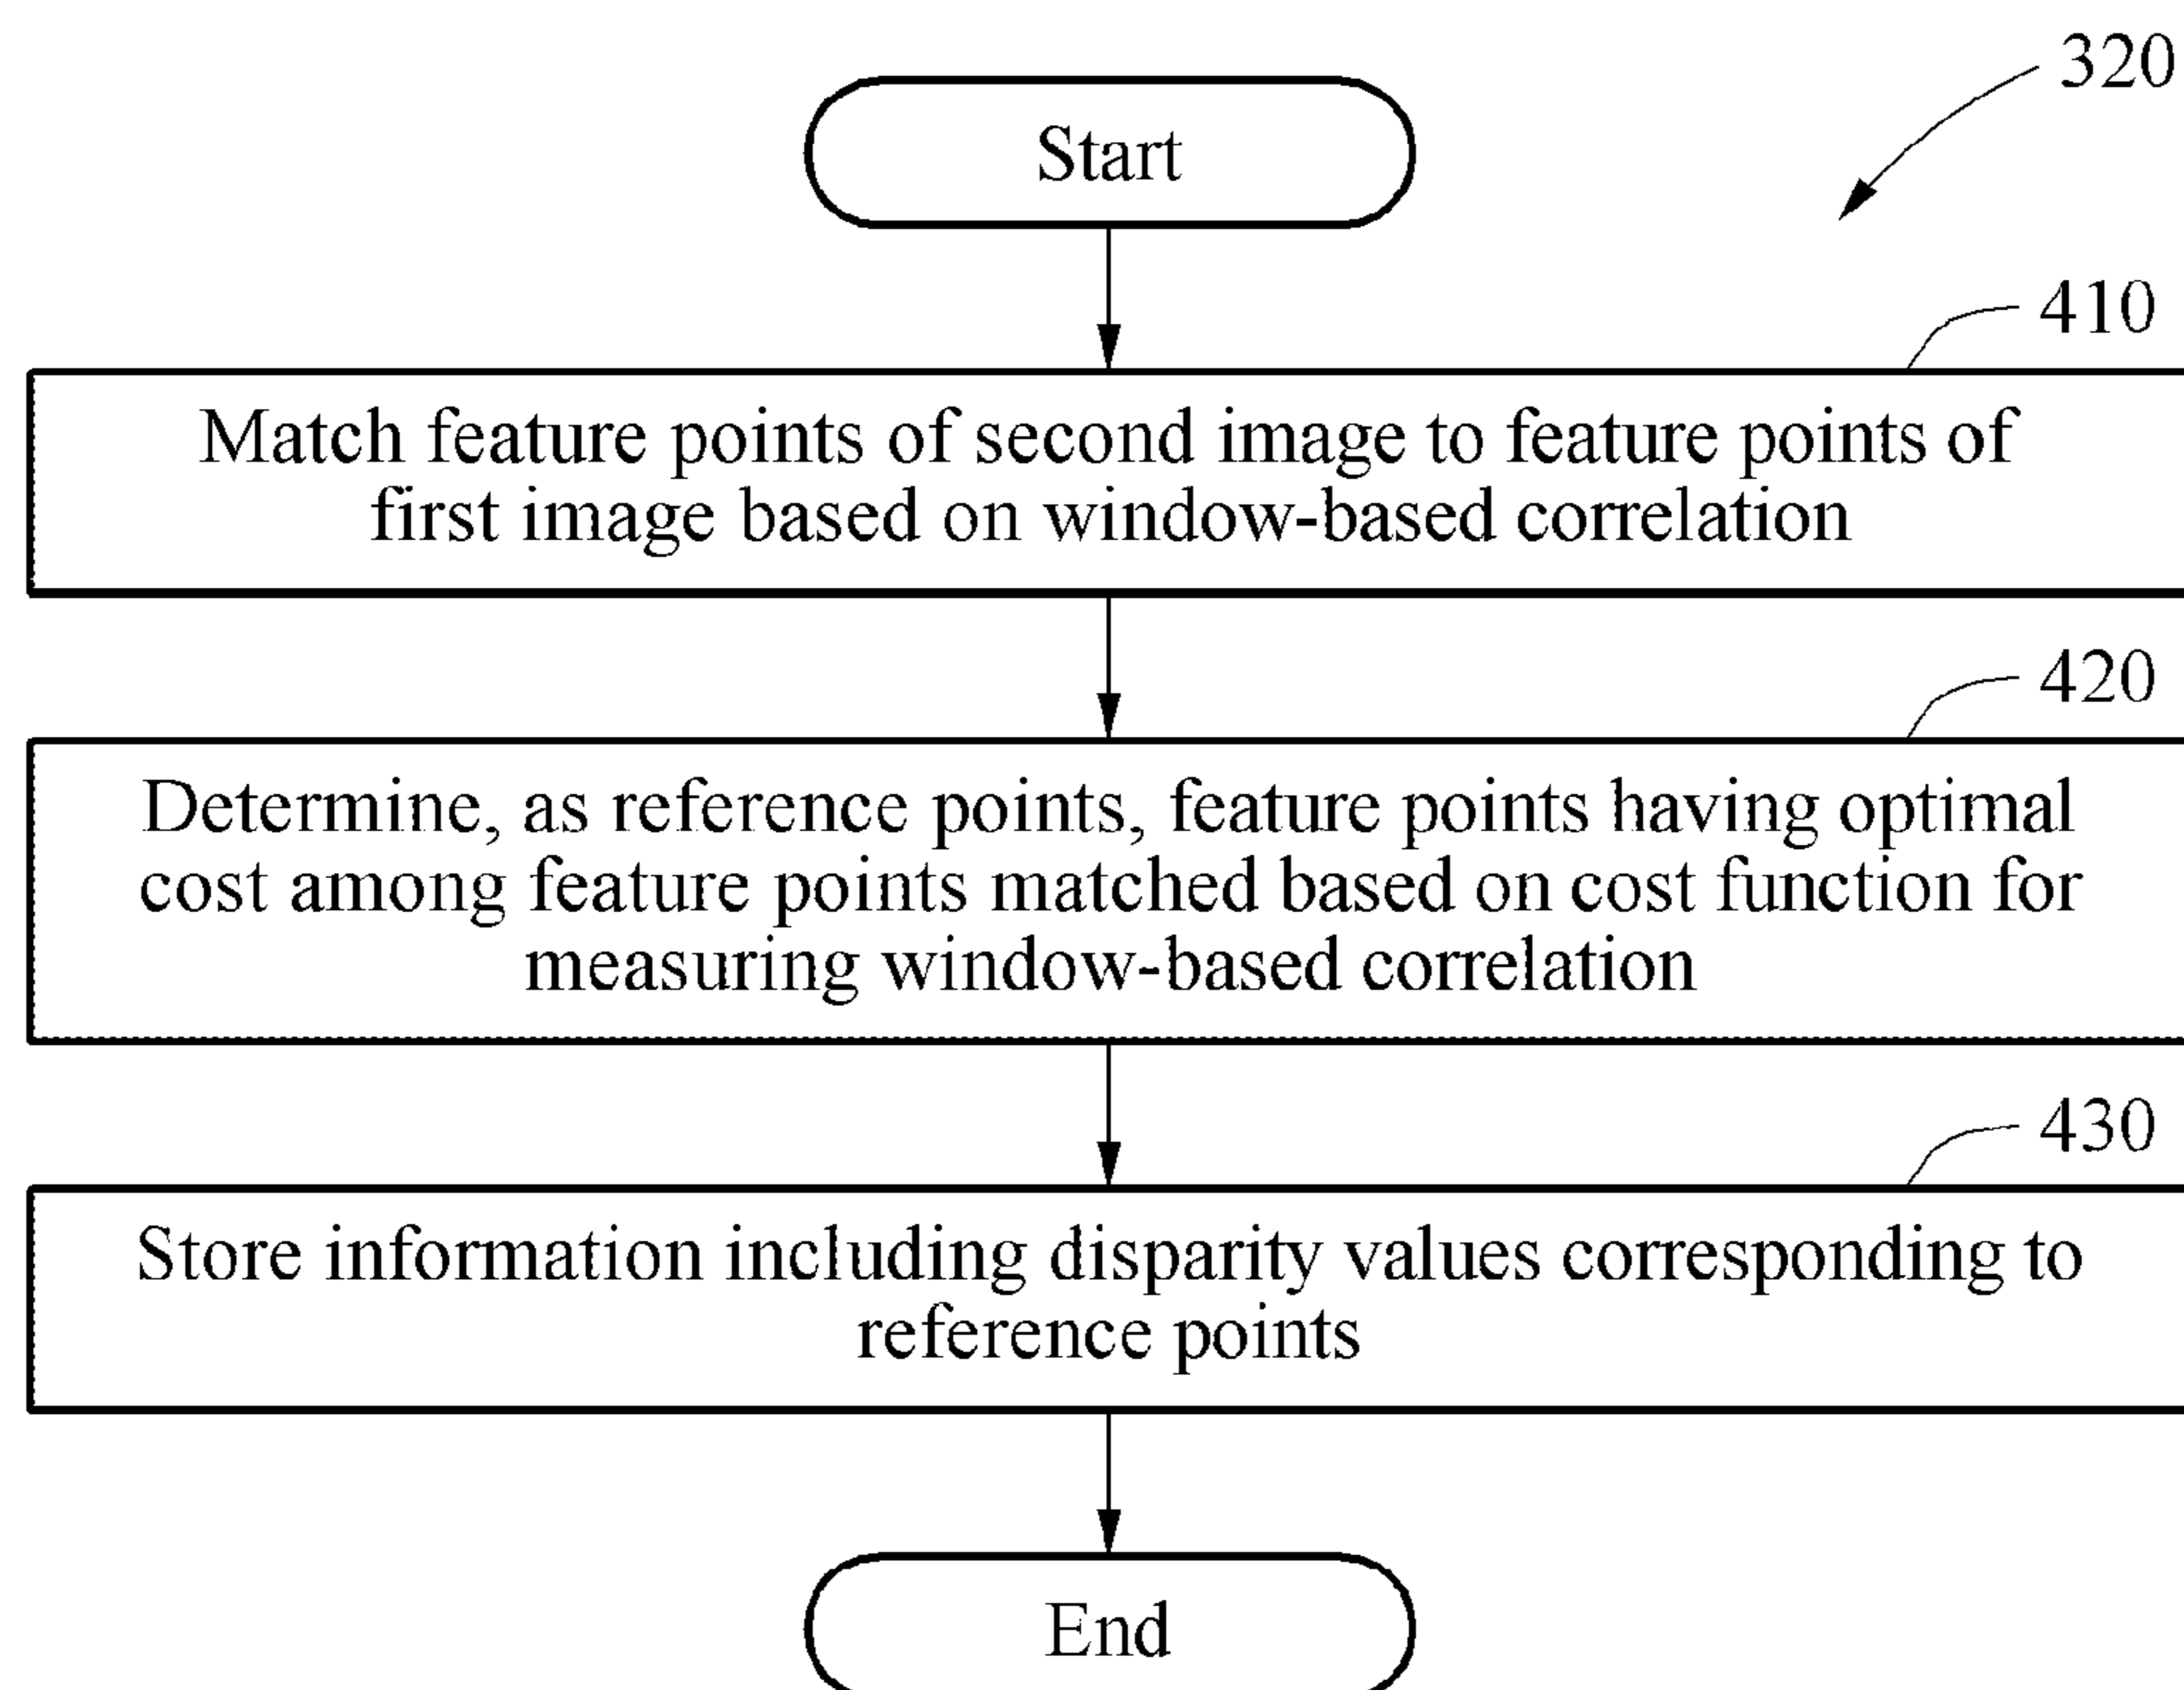 320
Start
410
Match feature points of second image to feature points of
first image based on window-based correlation
420
Determine, as reference points, feature points having optimal
cost among feature points matched based on cost function for
measuring window-based correlation
430
Store information including disparity values corresponding to
reference points
End